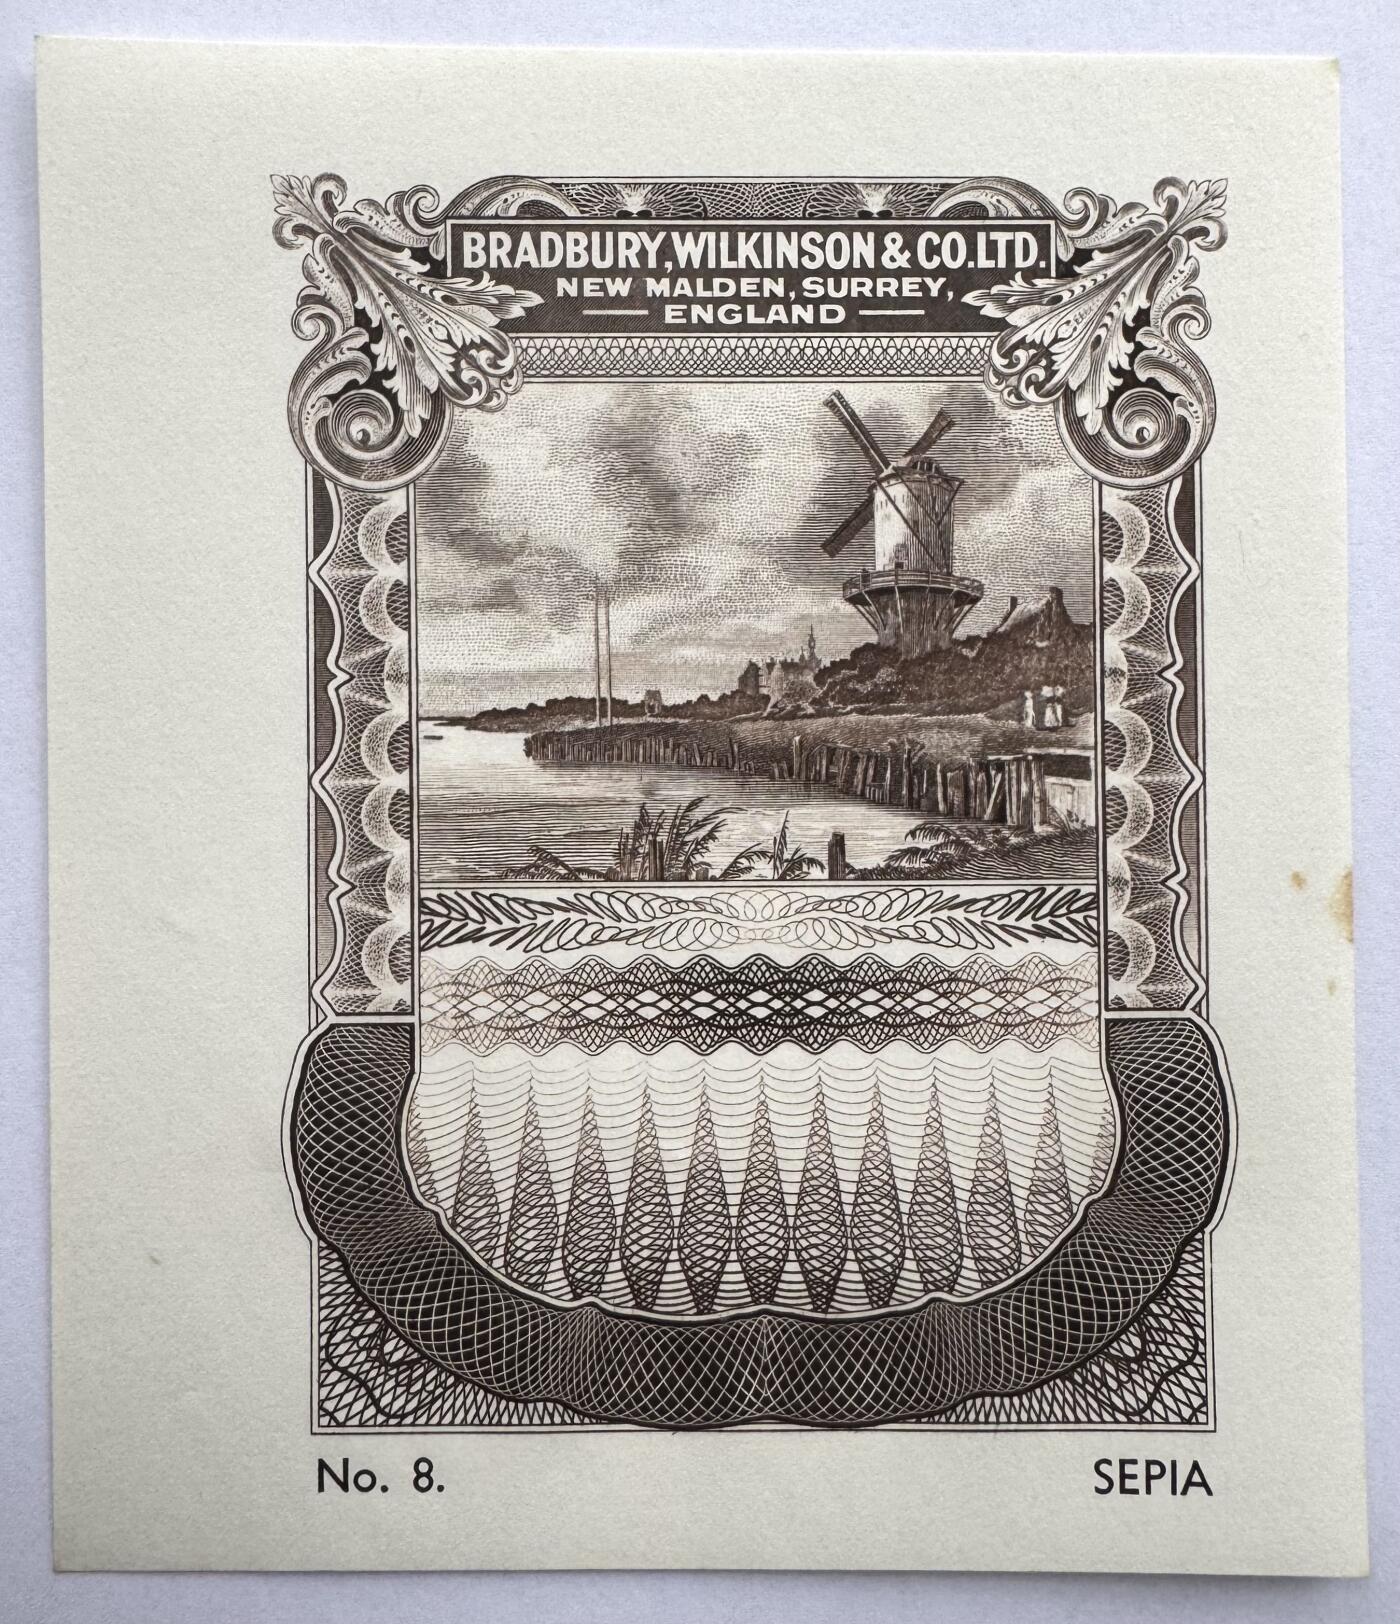 BRADBURY, WILKINSON & CO. LTD.
NEW MALDEN, SURREY,
ENGLAND
No. 8.
SEPIA